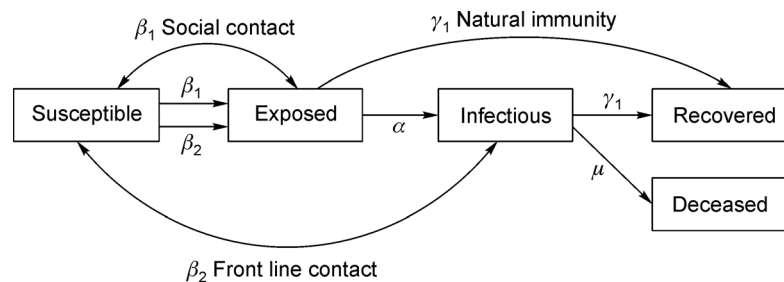 β₁ Social contact
γ₁ Natural immunity
Susceptible
β₁
β₂
Exposed
α
Infectious
γ₁
μ
Recovered
Deceased
β₂ Front line contact